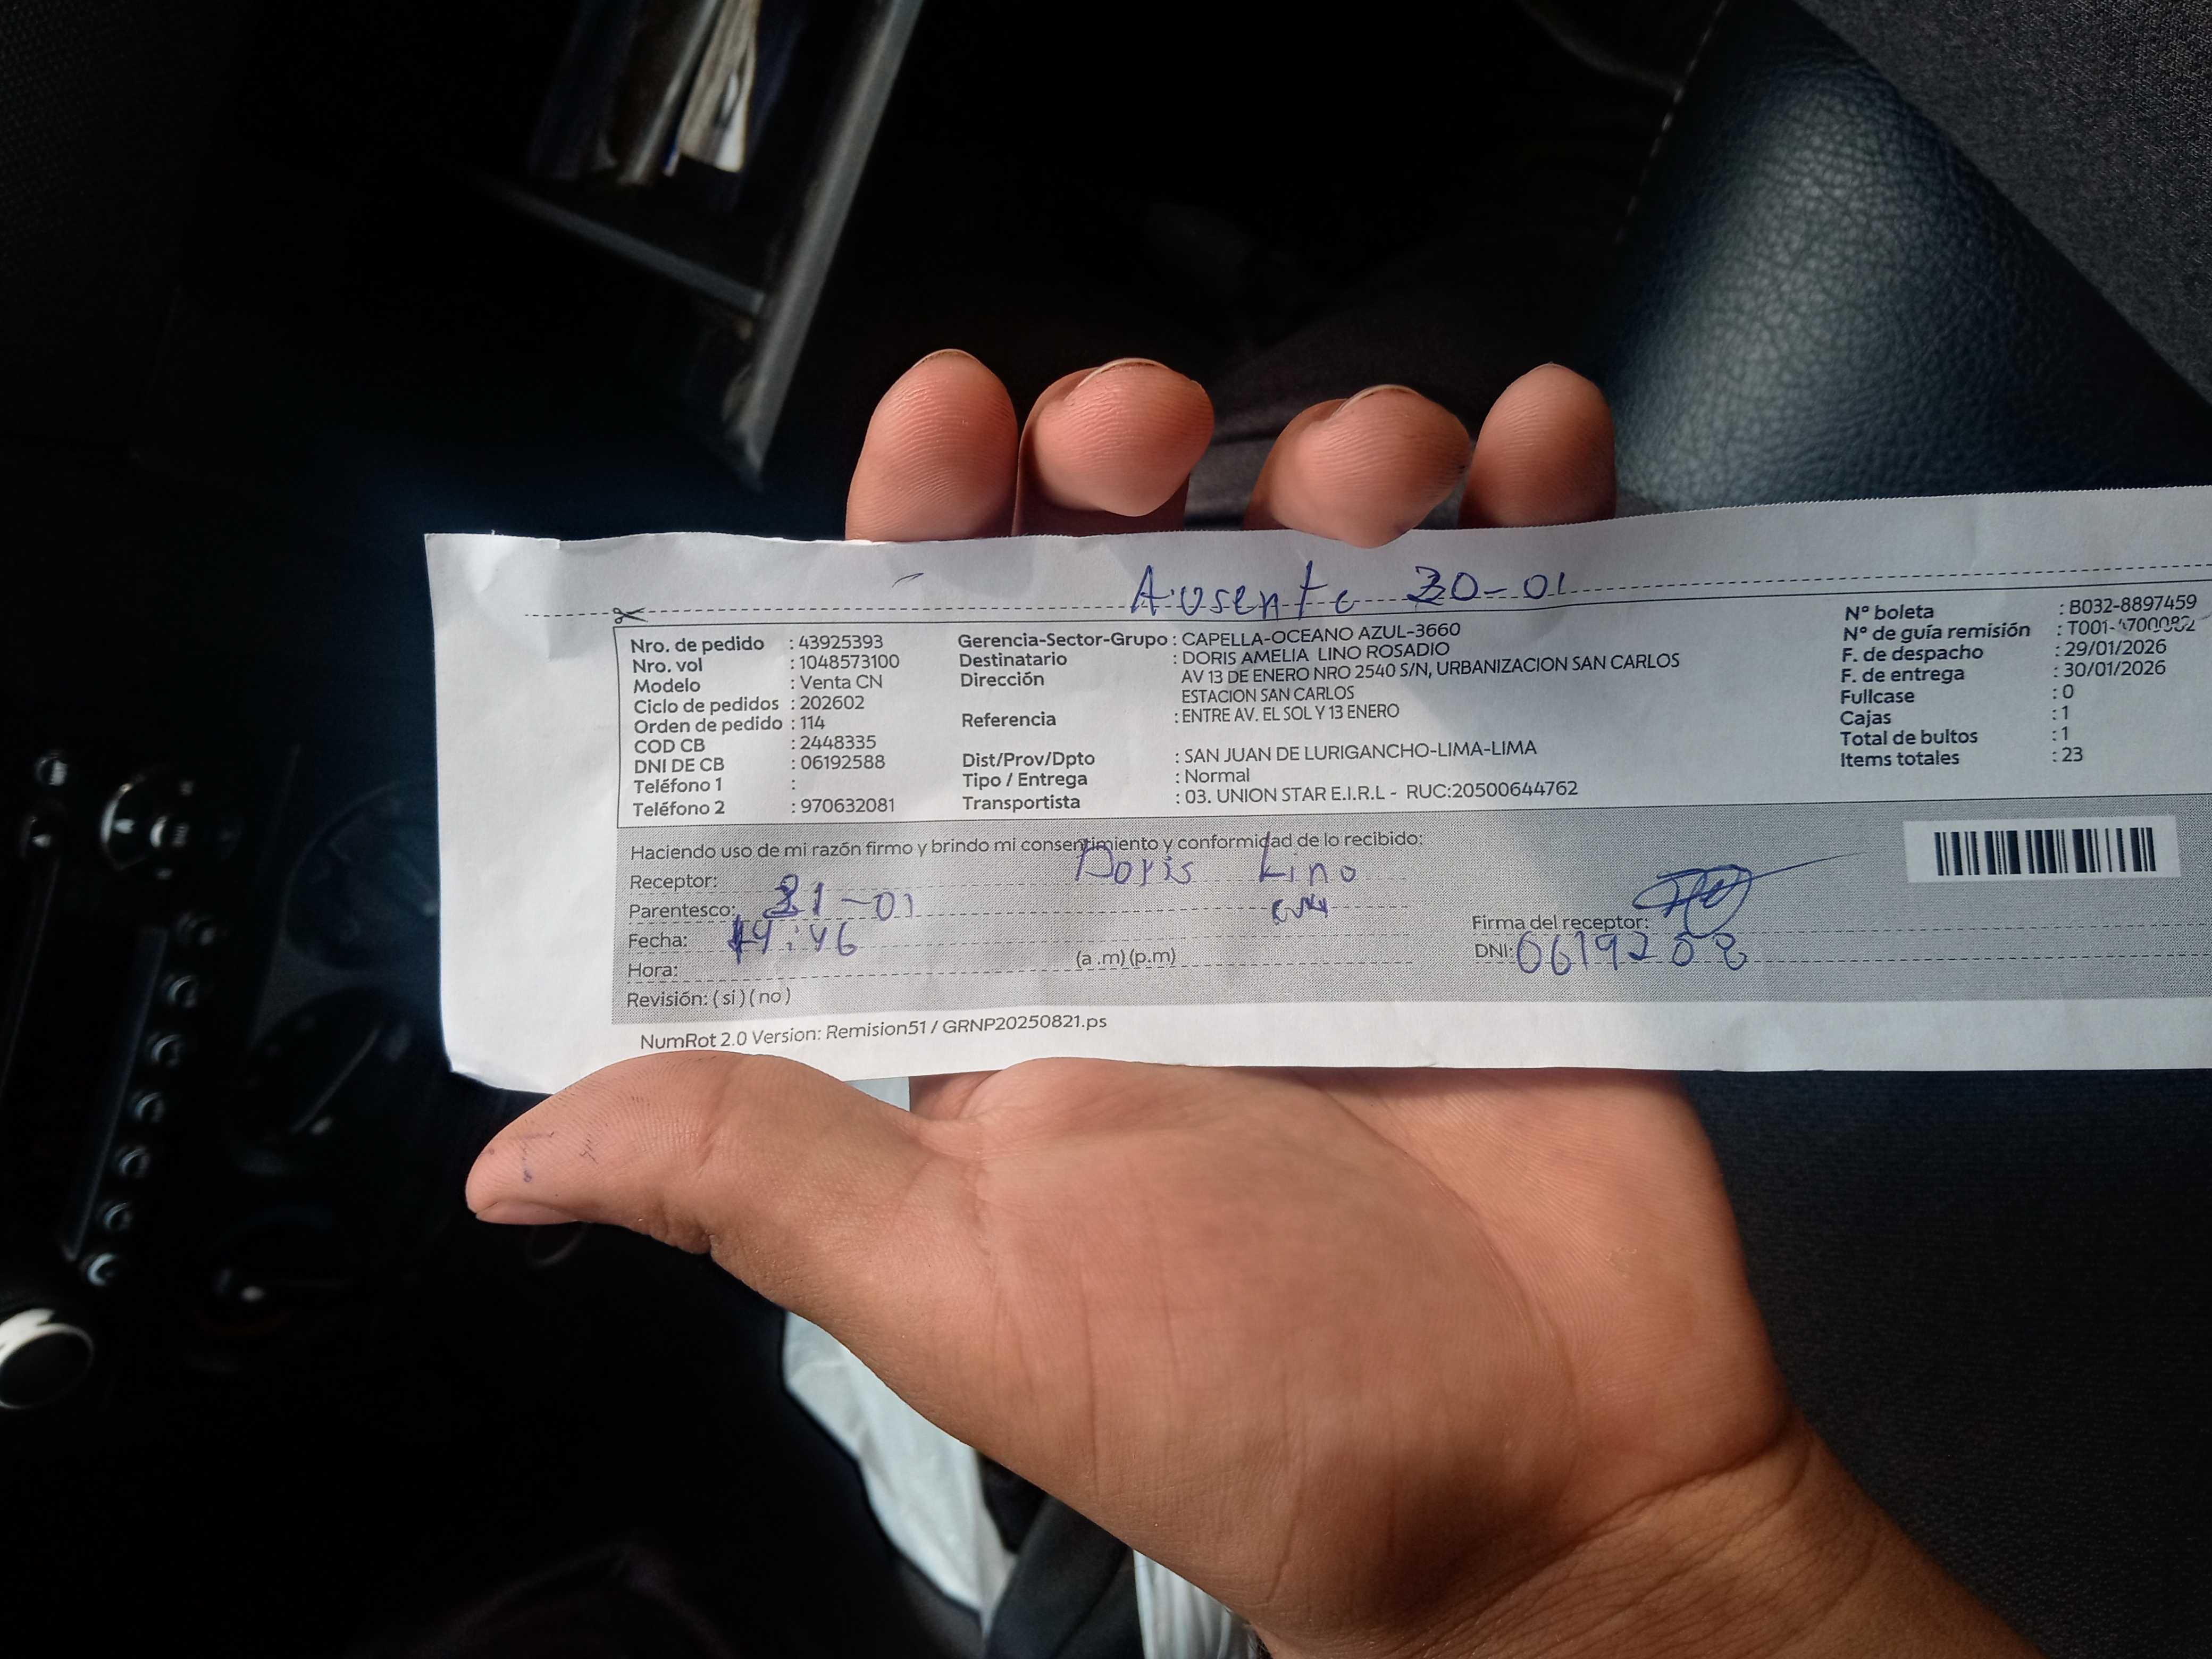 Ausente 30-01
Nro. de pedido : 43925393
Nro. vol : 1048573100
Modelo : Venta CN
Ciclo de pedidos : 202602
Orden de pedido : 114
COD CB : 2448335
DNI DE CB : 06192588
Teléfono 1 :
Teléfono 2 : 970632081
Gerencia-Sector-Grupo : CAPELLA-OCEANO AZUL-3660
Destinatario : DORIS AMELIA LINO ROSADIO
Dirección AV 13 DE ENERO NRO 2540 S/N, URBANIZACION SAN CARLOS
ESTACION SAN CARLOS
Referencia : ENTRE AV. EL SOL Y 13 ENERO
Dist/Prov/Dpto : SAN JUAN DE LURIGANCHO-LIMA-LIMA
Tipo / Entrega : Normal
Transportista : 03. UNION STAR E.I.R.L - RUC:20500644762
Nº boleta : B032-8897459
Nº de guía remisión :
F. de despacho : 29/01/2026
F. de entrega : 30/01/2026
Fullcase : 0
Cajas : 1
Total de bultos : 1
Items totales : 23
Haciendo uso de mi razón firmo y brindo mi consentimiento y conformidad de lo recibido:
Receptor: Doris Lino
Parentesco: 31-01
Fecha: 14:46
Hora: (a .m) (p.m)
Revisión: ( si ) ( no )
Firma del receptor:
DNI: 0619208
NumRot 2.0 Version: Remision51 / GRNP20250821.ps